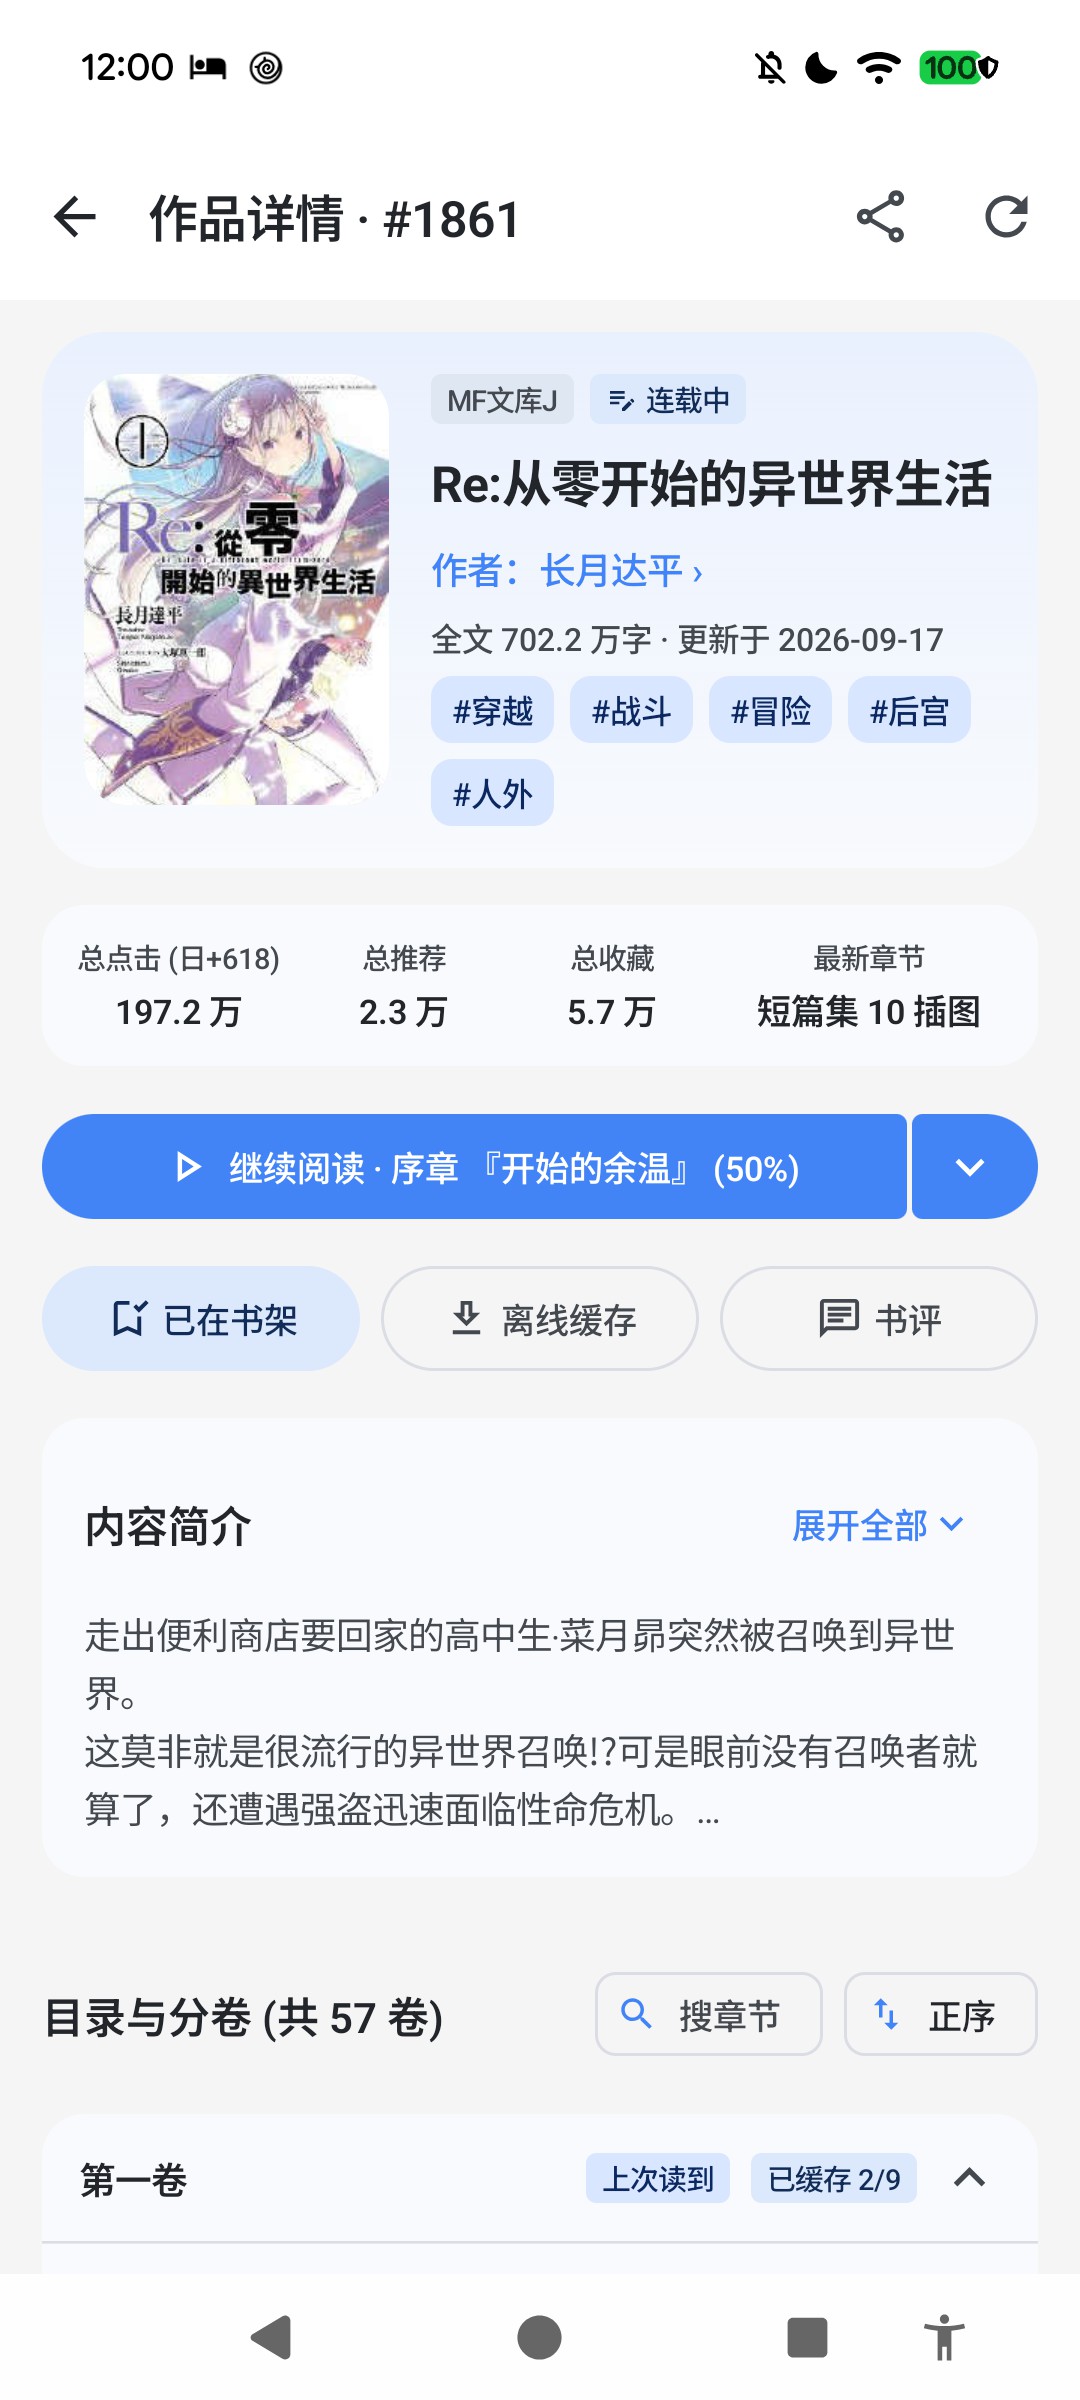 12:00
100
作品详情 · #1861
MF文库J
连载中
Re:从零开始的异世界生活
作者：长月达平 ›
全文 702.2 万字 · 更新于 2026-09-17
#穿越 #战斗 #冒险 #后宫
#人外
1
Re:從零
開始的異世界生活
長月達平
总点击 (日+618) 总推荐 总收藏 最新章节
197.2 万 2.3 万 5.7 万 短篇集 10 插图
继续阅读 · 序章 『开始的余温』 (50%)
已在书架 离线缓存 书评
内容简介 展开全部
走出便利商店要回家的高中生·菜月昴突然被召唤到异世
界。
这莫非就是很流行的异世界召唤!?可是眼前没有召唤者就
算了，还遭遇强盗迅速面临性命危机。...
目录与分卷 (共 57 卷) 搜章节 正序
第一卷 上次读到 已缓存 2/9